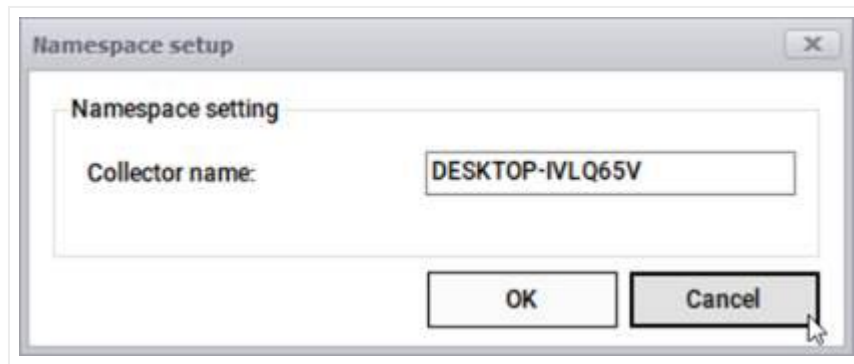 Namespace setup
Namespace setting
Collector name: DESKTOP-IVLQ65V
OK Cancel